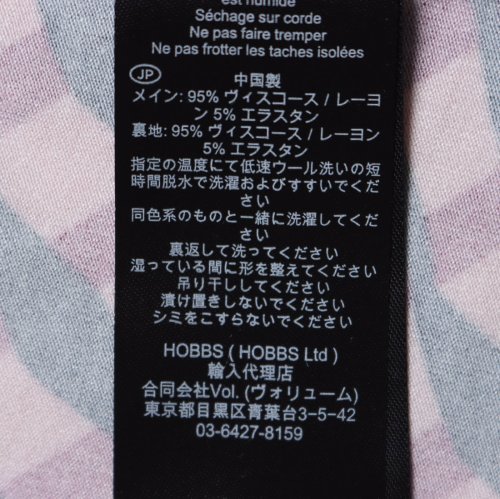 est humide
Séchage sur corde
Ne pas faire tremper
Ne pas frotter les taches isolées
JP
中国製
メイン: 95% ヴィスコース / レーヨ
ン 5% エラスタン
裏地: 95% ヴィスコース / レーヨン
5% エラスタン
指定の温度にて低速ウール洗いの短
時間脱水で洗濯およびすすいでくだ
さい
同色系のものと一緒に洗濯してくだ
さい
裏返して洗ってください
湿っている間に形を整えてください
吊り干ししてください
漬け置きしないでください
シミをこすらないでください
HOBBS ( HOBBS Ltd )
輸入代理店
合同会社Vol. (ヴォリューム)
東京都目黒区青葉台3-5-42
03-6427-8159